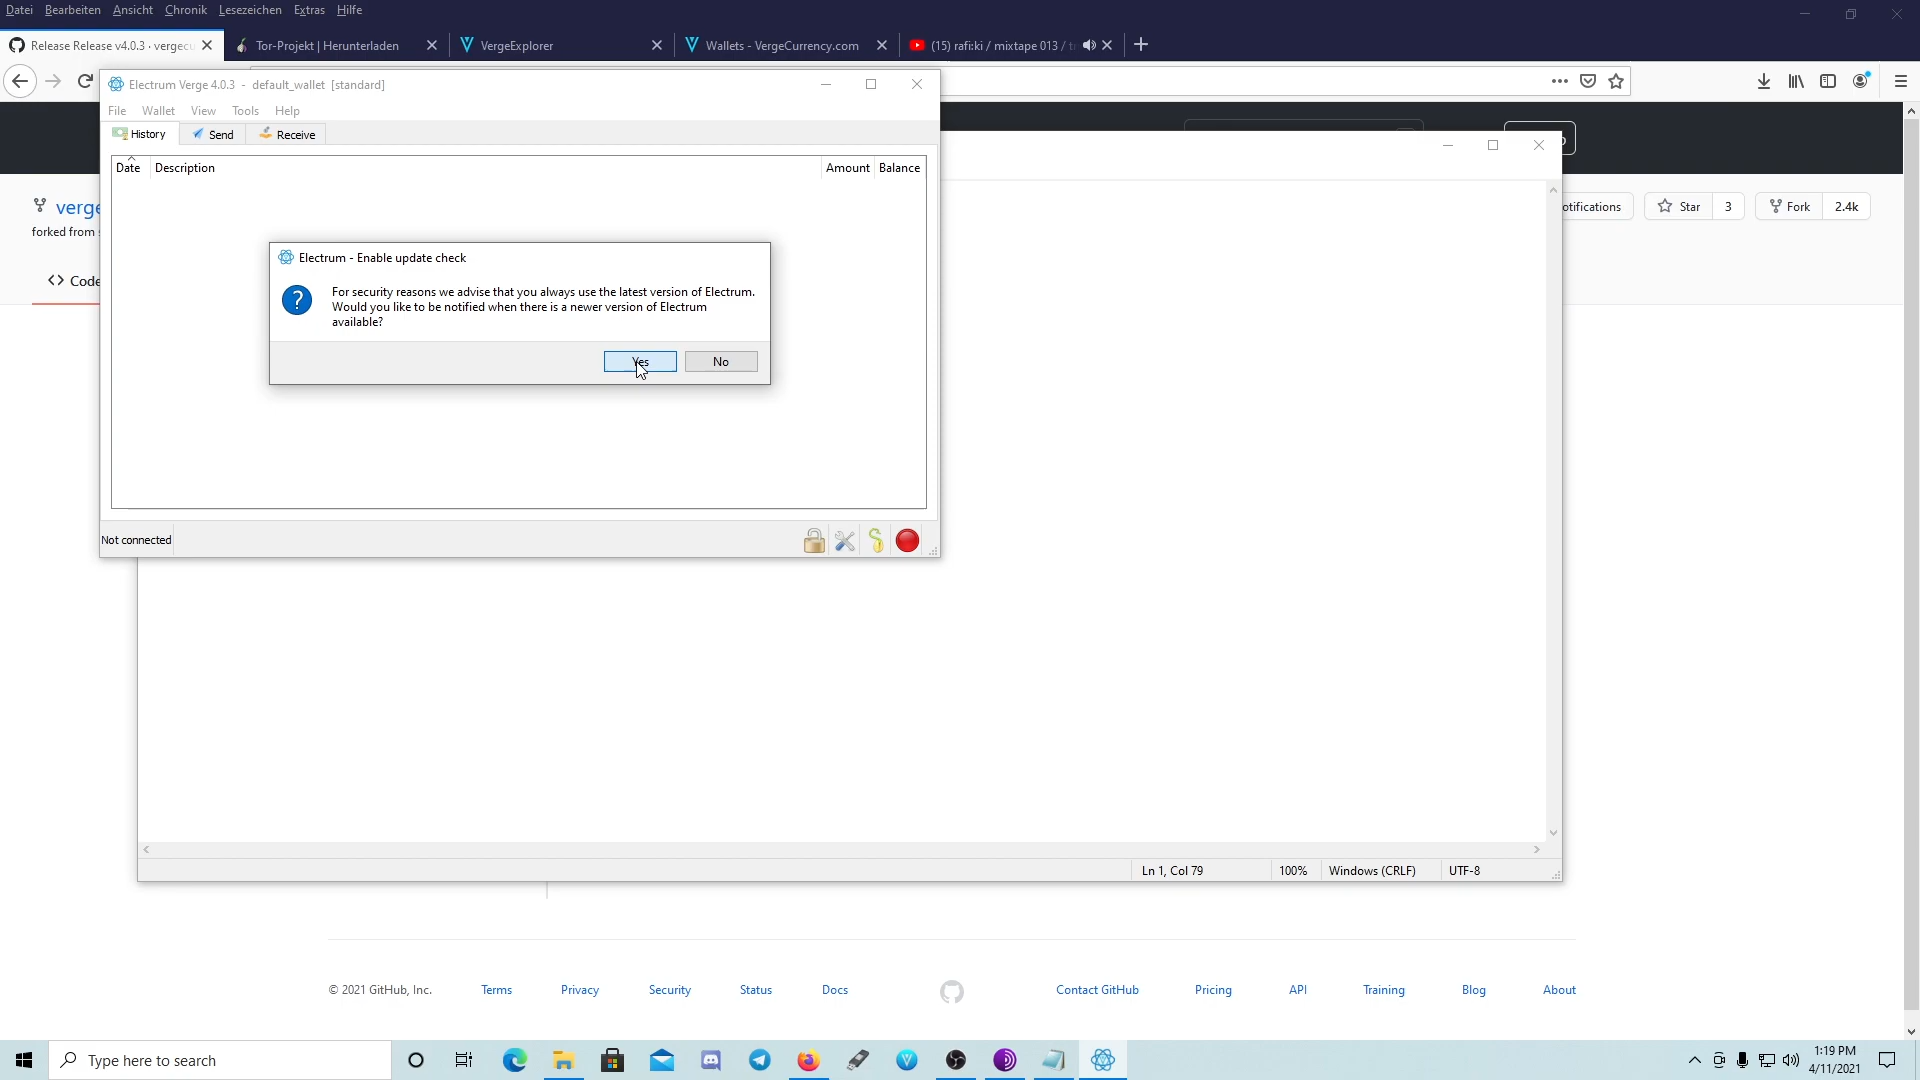 Datei Bearbeiten Ansicht Chronik Lesezeichen Extras Hilfe
Release Release v4.0.3 · vergecu
Tor-Projekt | Herunterladen
VergeExplorer
Wallets - VergeCurrency.com
(15) rafi:ki / mixtape 013 / t
Electrum Verge 4.0.3 - default_wallet [standard]
File Wallet View Tools Help
History Send Receive
Date Description Amount Balance
verge
otifications Star 3 Fork 2.4k
forked from s
Code
Electrum - Enable update check
For security reasons we advise that you always use the latest version of Electrum.
Would you like to be notified when there is a newer version of Electrum
available?
Yes No
Not connected
Ln 1, Col 79 100% Windows (CRLF) UTF-8
© 2021 GitHub, Inc. Terms Privacy Security Status Docs Contact GitHub Pricing API Training Blog About
Type here to search
1:19 PM
4/11/2021